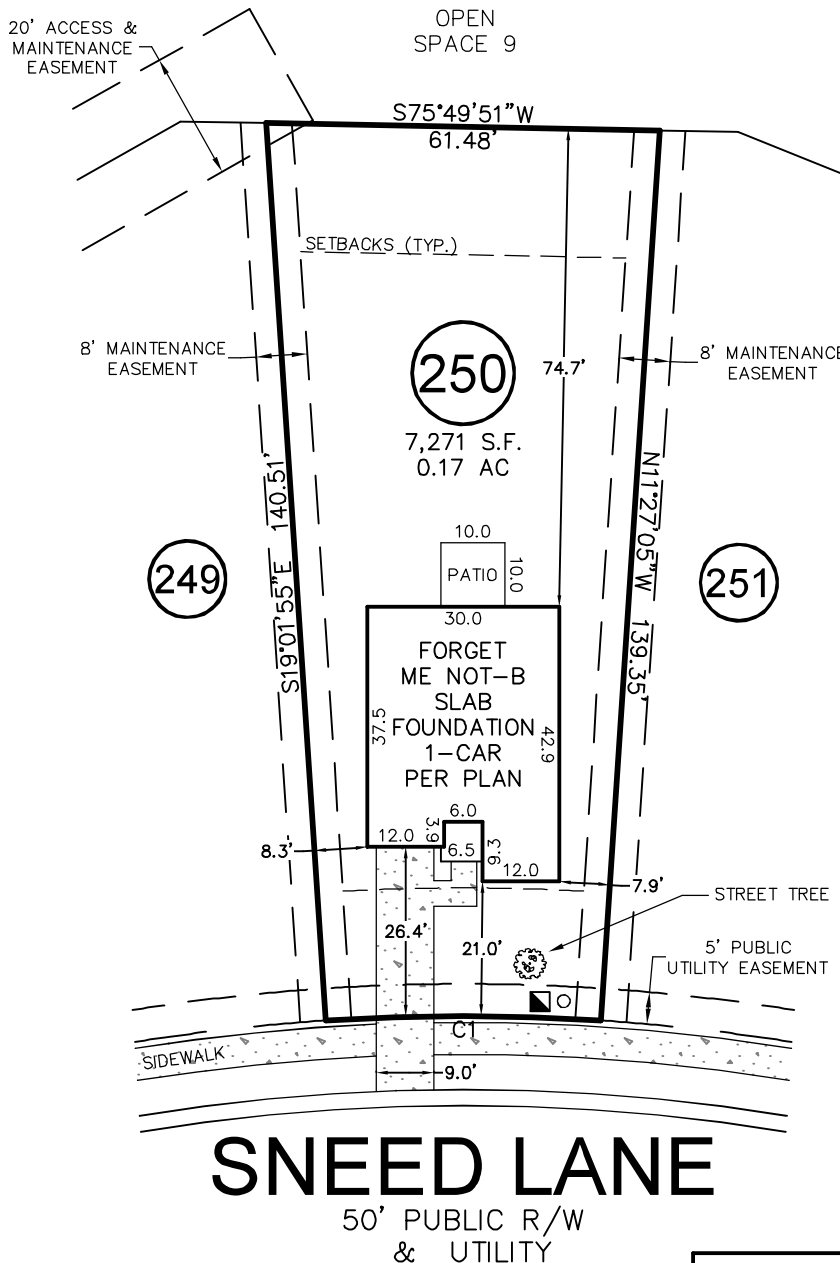 OPEN
SPACE 9
20' ACCESS &
MAINTENANCE
EASEMENT
S75°49'51"W
61.48'
SETBACKS (TYP.)
8' MAINTENANCE
EASEMENT
8' MAINTENANCE
EASEMENT
250
74.7'
7,271 S.F.
0.17 AC
S19°01'55"E 140.51'
N11°27'05"W 139.35'
249
251
10.0
PATIO
10.0
30.0
FORGET
ME NOT-B
SLAB
FOUNDATION
1-CAR
PER PLAN
37.5
42.9
6.0
3.9
12.0
6.5
9.3
12.0
8.3'
7.9'
STREET TREE
26.4'
21.0'
5' PUBLIC
UTILITY EASEMENT
C1
SIDEWALK
9.0'
SNEED LANE
50' PUBLIC R/W
& UTILITY